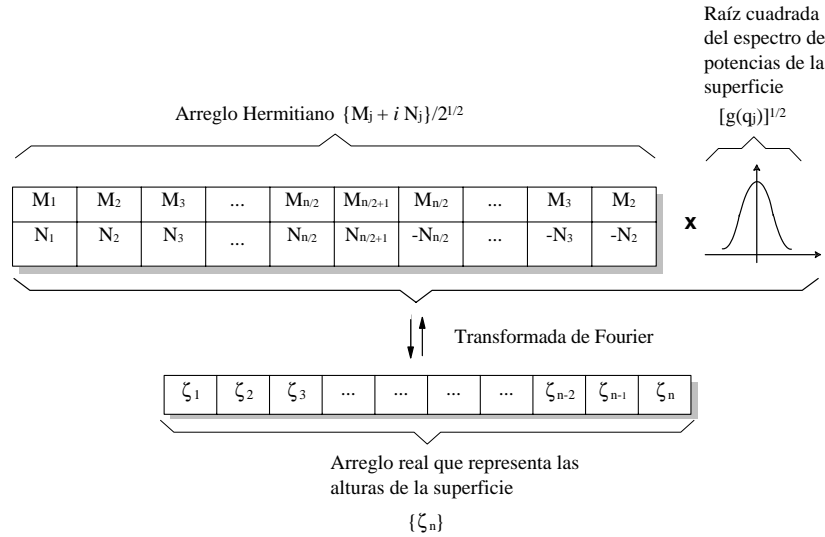 Raíz cuadrada
del espectro de
potencias de la
superficie
[g(qj)]1/2
Arreglo Hermitiano {Mj + i Nj}/21/2
M1 M2 M3 ... Mn/2 Mn/2+1 Mn/2 ... M3 M2
N1 N2 N3 ... Nn/2 Nn/2+1 -Nn/2 ... -N3 -N2
x
Transformada de Fourier
ζ1 ζ2 ζ3 ... ... ... ... ζn-2 ζn-1 ζn
Arreglo real que representa las
alturas de la superficie
{ζn}